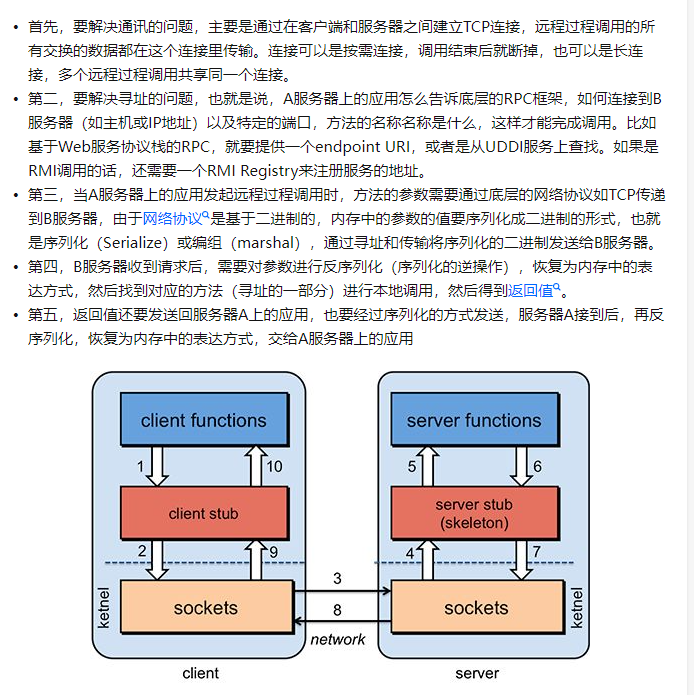 • 首先，要解决通讯的问题，主要是通过在客户端和服务器之间建立TCP连接，远程过程调用的所
有交换的数据都在这个连接里传输。连接可以是按需连接，调用结束后就断掉，也可以是长连
接，多个远程过程调用共享同一个连接。
• 第二，要解决寻址的问题，也就是说，A服务器上的应用怎么告诉底层的RPC框架，如何连接到B
服务器（如主机或IP地址）以及特定的端口，方法的名称名称是什么，这样才能完成调用。比如
基于Web服务协议栈的RPC，就要提供一个endpoint URI，或者是从UDDI服务上查找。如果是
RMI调用的话，还需要一个RMI Registry来注册服务的地址。
• 第三，当A服务器上的应用发起远程过程调用时，方法的参数需要通过底层的网络协议如TCP传递
到B服务器，由于网络协议是基于二进制的，内存中的参数的值要序列化成二进制的形式，也就
是序列化（Serialize）或编组（marshal），通过寻址和传输将序列化的二进制发送给B服务器。
• 第四，B服务器收到请求后，需要对参数进行反序列化（序列化的逆操作），恢复为内存中的表
达方式，然后找到对应的方法（寻址的一部分）进行本地调用，然后得到返回值。
• 第五，返回值还要发送回服务器A上的应用，也要经过序列化的方式发送，服务器A接到后，再反
序列化，恢复为内存中的表达方式，交给A服务器上的应用
client functions
server functions
1
10
5
6
client stub
server stub
(skeleton)
2
9
4
7
3
sockets
sockets
8
ketnel
ketnel
network
client
server